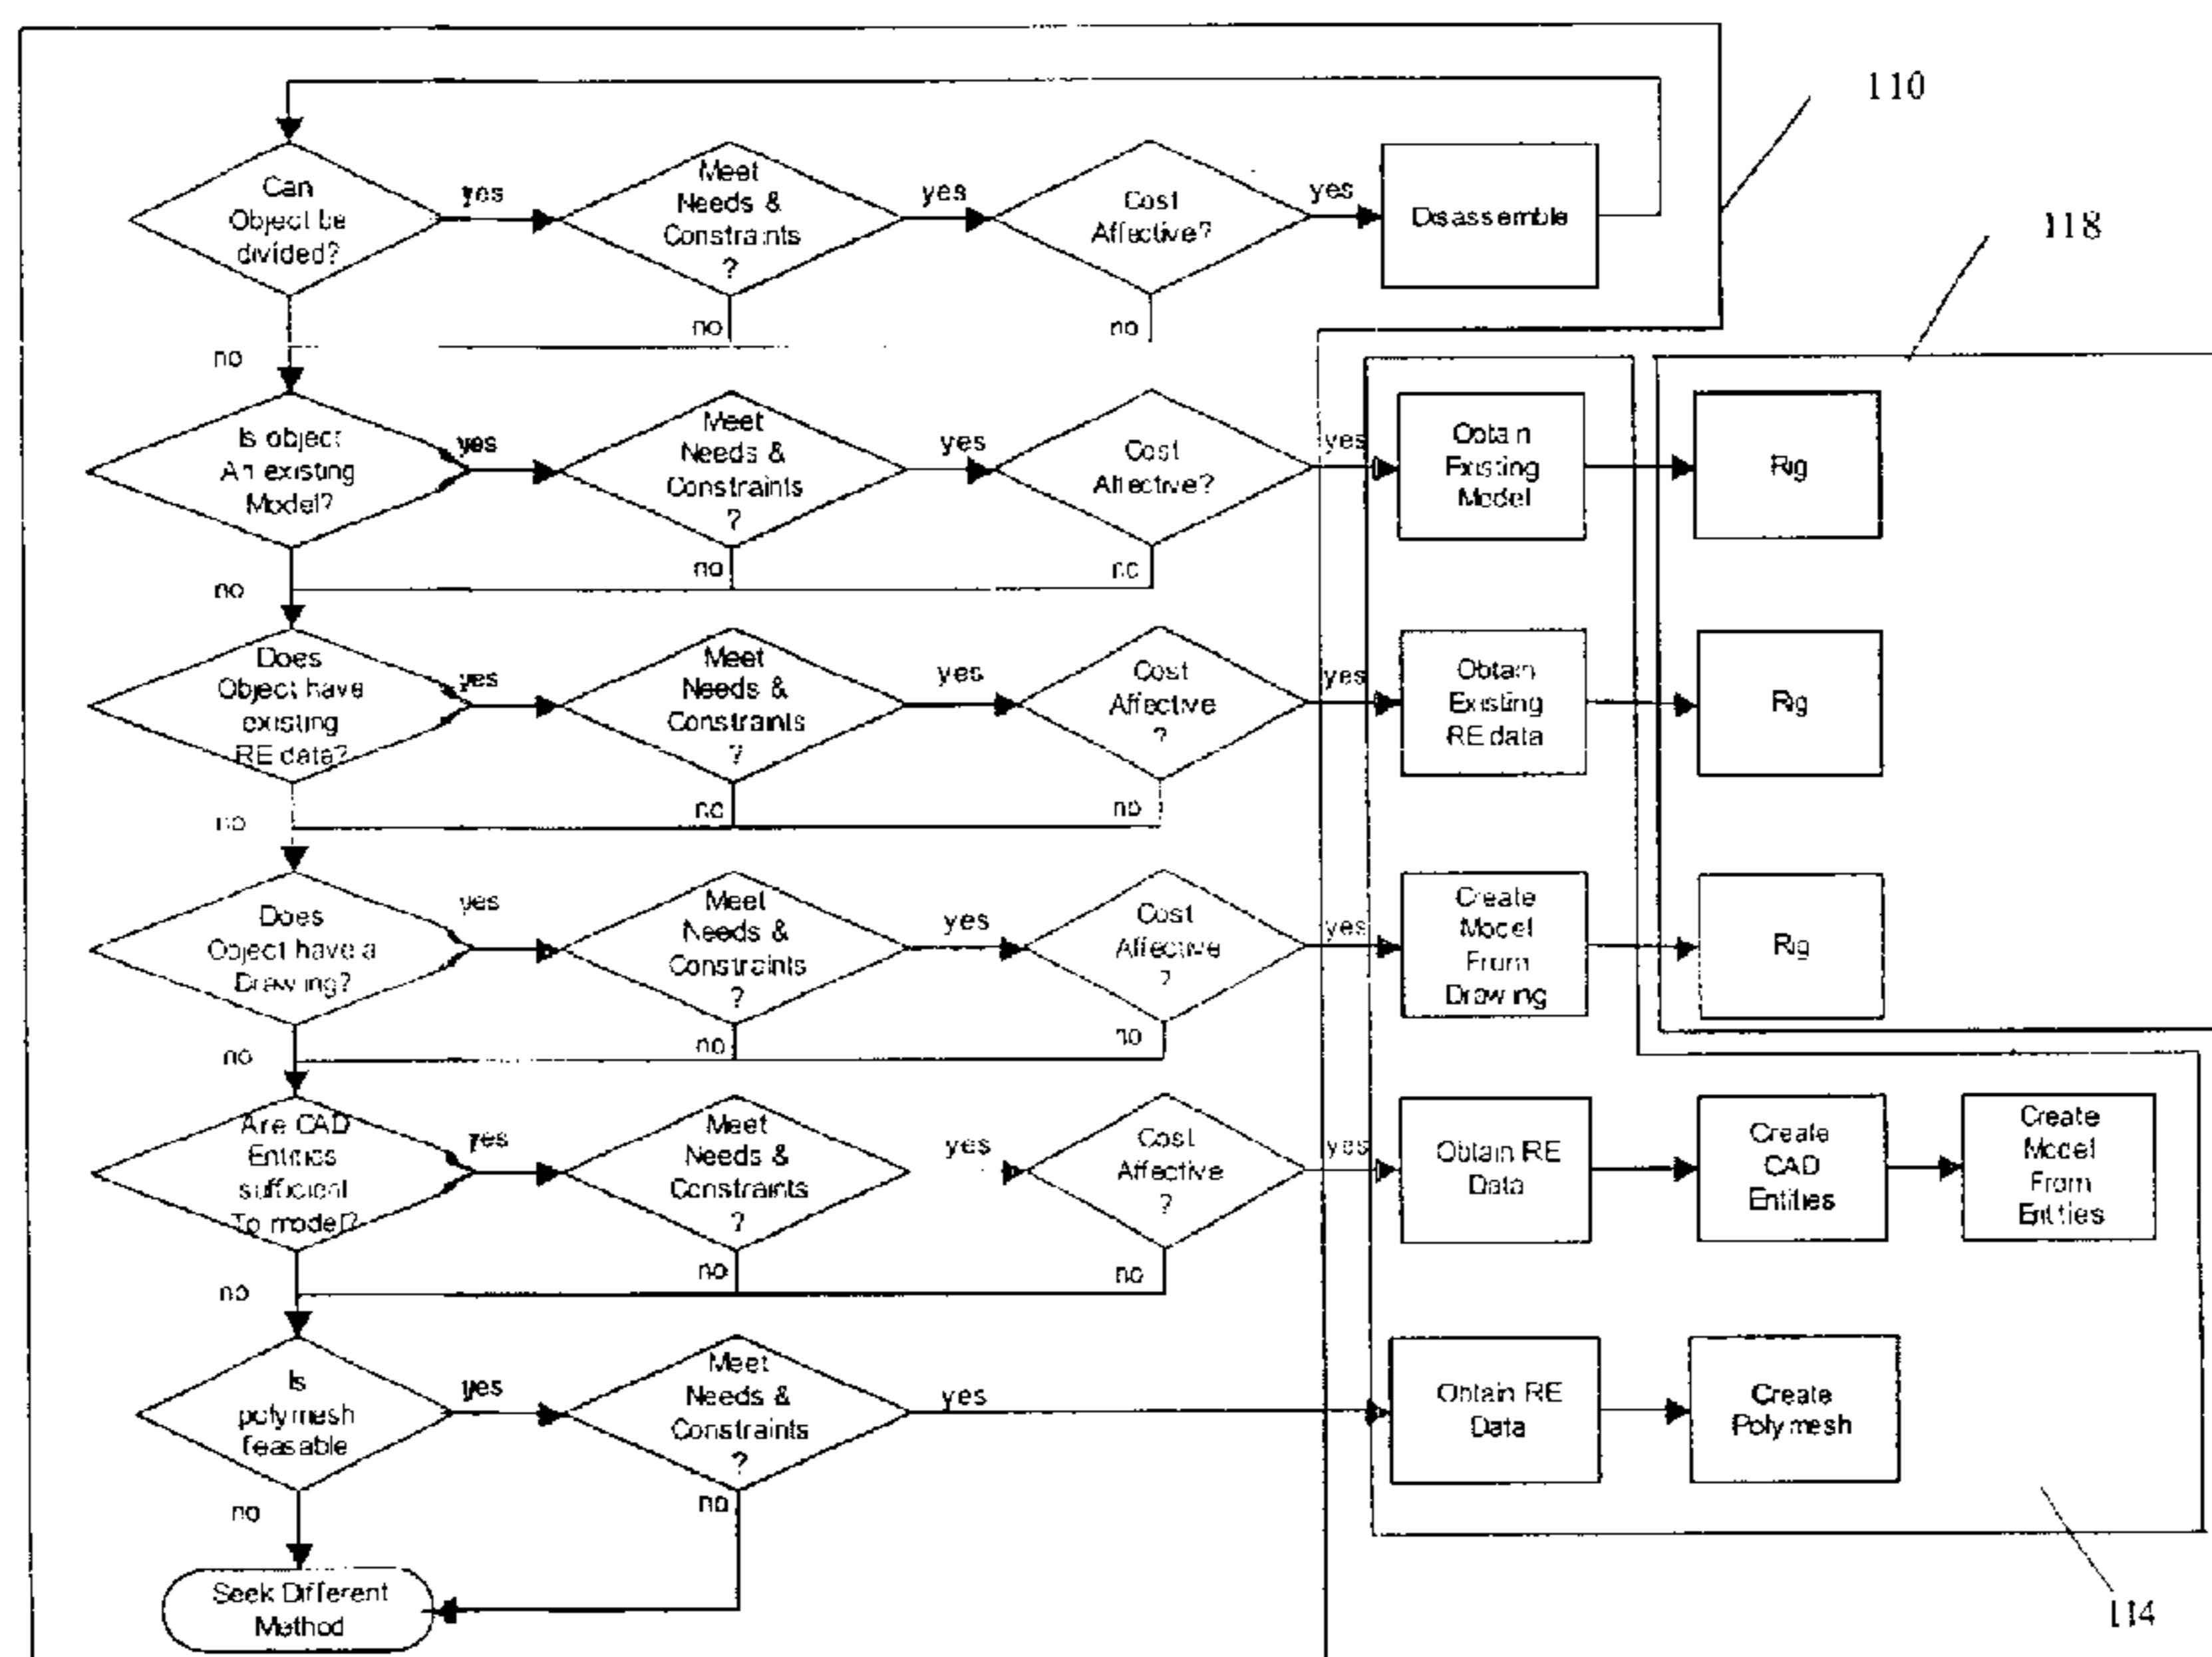 110
Can
Object be
divided?
yes
Meet
Needs &
Constraints
?
yes
Cost
Affective?
yes
Disassemble
118
no
no
no
Is object
An existing
Model?
yes
Meet
Needs &
Constraints
?
yes
Cost
Affective?
yes
Obtain
Existing
Model
Rig
no
no
no
Does
Object have
existing
RE data?
yes
Meet
Needs &
Constraints
?
yes
Cost
Affective
?
yes
Obtain
Existing
RE data
Rig
no
no
no
Does
Object have a
Drawing?
yes
Meet
Needs &
Constraints
?
yes
Cost
Affective
?
yes
Create
Model
From
Drawing
Rig
no
no
no
Are CAD
Entities
sufficient
To model?
yes
Meet
Needs &
Constraints
?
yes
Cost
Affective
?
yes
Obtain RE
Data
Create
CAD
Entities
Create
Model
From
Entities
no
no
no
Is
polymesh
feasable
yes
Meet
Needs &
Constraints
?
yes
Obtain RE
Data
Create
Polymesh
no
no
Seek Different
Method
114